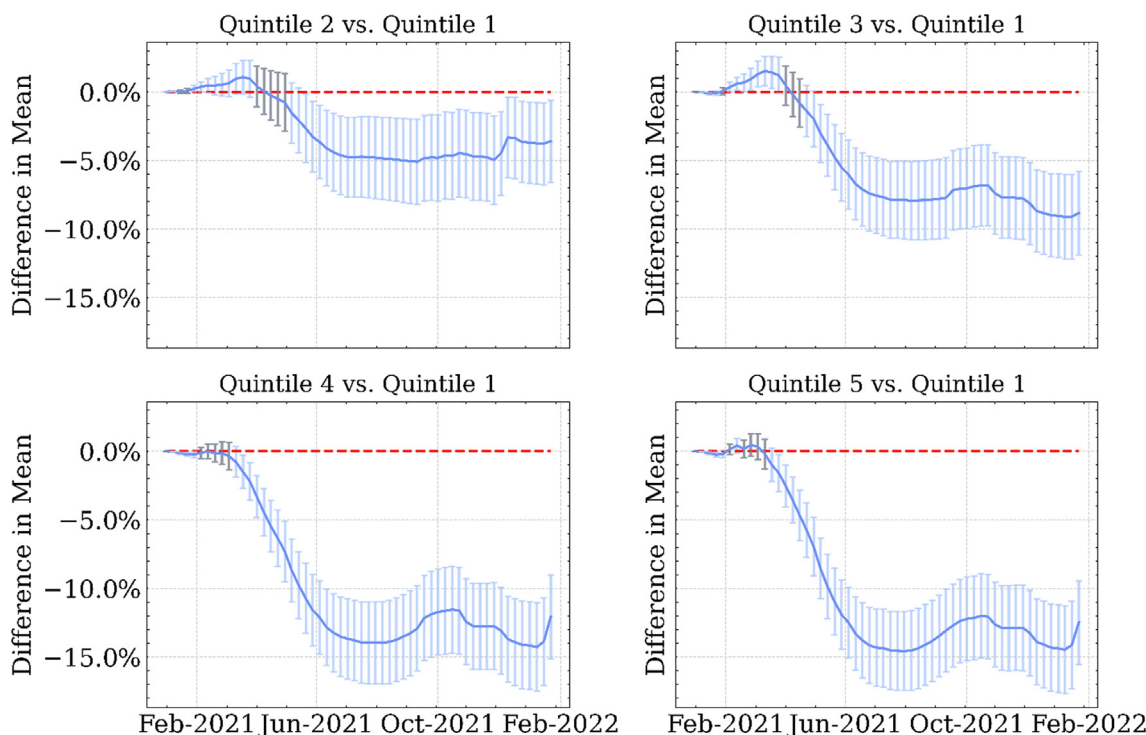 Quintile 2 vs. Quintile 1
Quintile 3 vs. Quintile 1
Difference in Mean
0.0%
−5.0%
−10.0%
−15.0%
Difference in Mean
Quintile 4 vs. Quintile 1
Quintile 5 vs. Quintile 1
Difference in Mean
0.0%
−5.0%
−10.0%
−15.0%
Difference in Mean
Feb-2021 Jun-2021 Oct-2021 Feb-2022
Feb-2021 Jun-2021 Oct-2021 Feb-2022